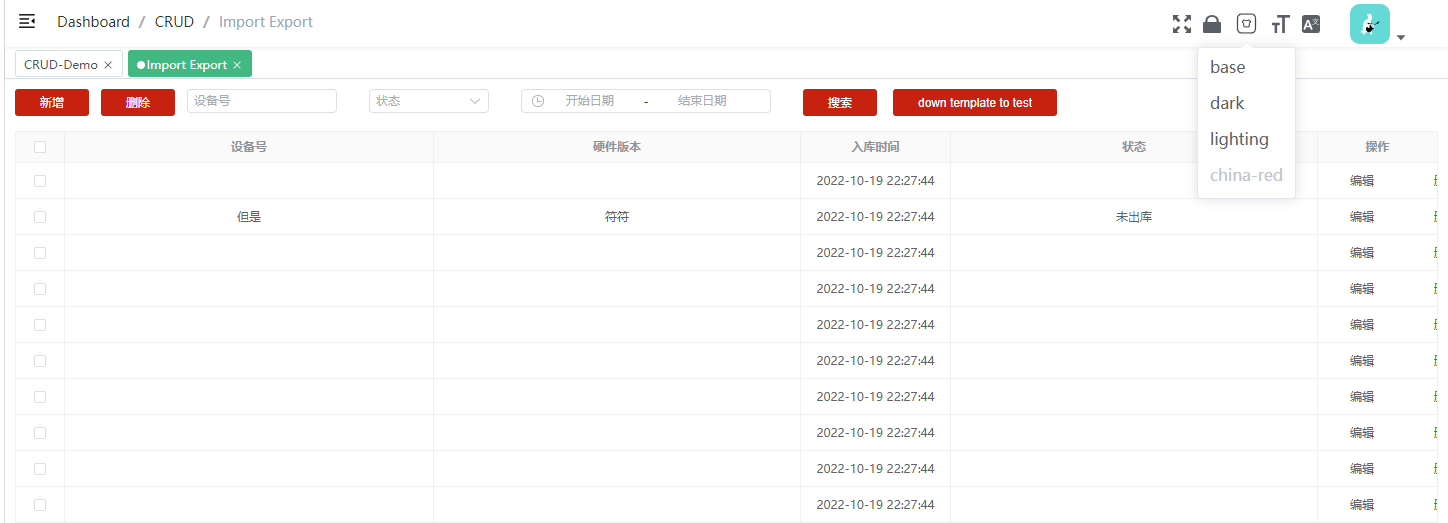 Dashboard / CRUD / Import Export
CRUD-Demo
Import Export
base
dark
lighting
china-red
新增
删除
设备号
状态
开始日期 - 结束日期
搜索
down template to test
设备号 硬件版本 入库时间 状态 操作
2022-10-19 22:27:44 编辑
但是 符符 2022-10-19 22:27:44 未出库 编辑
2022-10-19 22:27:44 编辑
2022-10-19 22:27:44 编辑
2022-10-19 22:27:44 编辑
2022-10-19 22:27:44 编辑
2022-10-19 22:27:44 编辑
2022-10-19 22:27:44 编辑
2022-10-19 22:27:44 编辑
2022-10-19 22:27:44 编辑